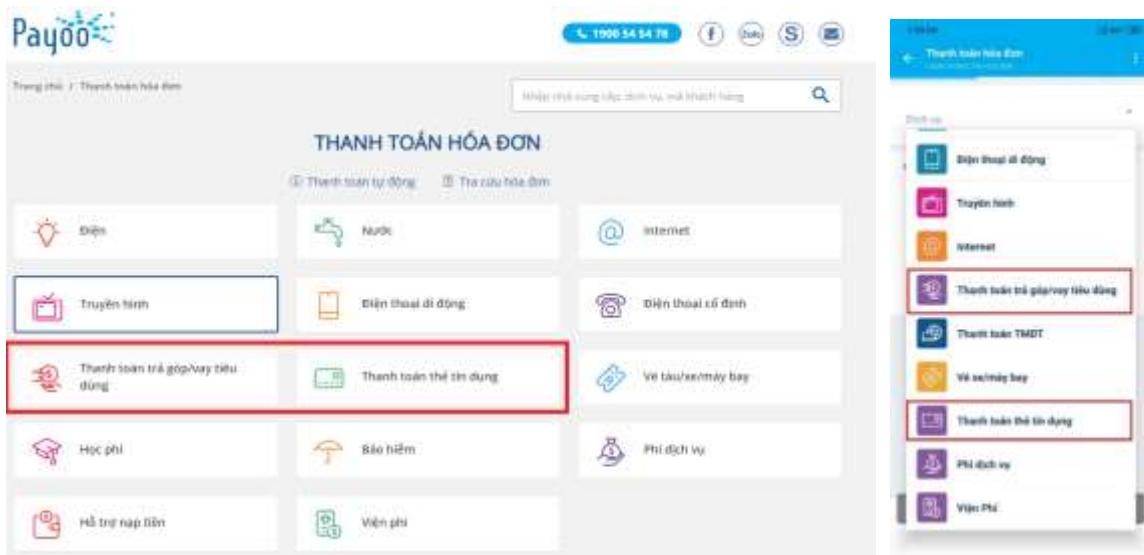 Payoo
1900 54 54 78
f Zalo S
Trang chủ / Thanh toán hóa đơn
Nhập nhà cung cấp, dịch vụ, mã khách hàng
THANH TOÁN HÓA ĐƠN
Thanh toán tự động Tra cứu hóa đơn
Điện Nước Internet
Truyền hình Điện thoại di động Điện thoại cố định
Thanh toán trả góp/vay tiêu
dùng
Thanh toán thẻ tín dụng Vé tàu/xe/máy bay
Học phí Bảo hiểm Phí dịch vụ
Hỗ trợ nạp tiền Viện phí
Thanh toán hóa đơn
Dịch vụ
Điện thoại di động
Truyền hình
Internet
Thanh toán trả góp/vay tiêu dùng
Thanh toán TMDT
Vé xe/máy bay
Thanh toán thẻ tín dụng
Phí dịch vụ
Viện Phí